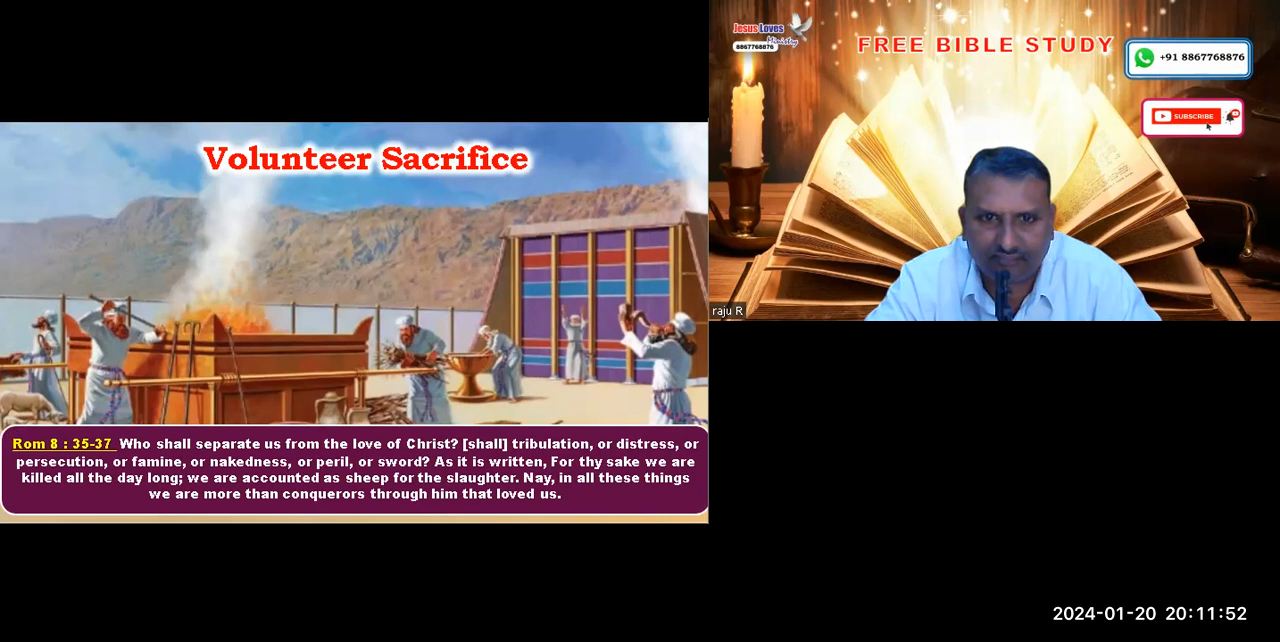 Volunteer Sacrifice
Rom 8 : 35-37 Who shall separate us from the love of Christ? [shall] tribulation, or distress, or
persecution, or famine, or nakedness, or peril, or sword? As it is written, For thy sake we are
killed all the day long; we are accounted as sheep for the slaughter. Nay, in all these things
we are more than conquerors through him that loved us.
Jesus Loves
Ministry
8867768876
FREE BIBLE STUDY
+91 8867768876
SUBSCRIBE
raju R
2024-01-20 20:11:52